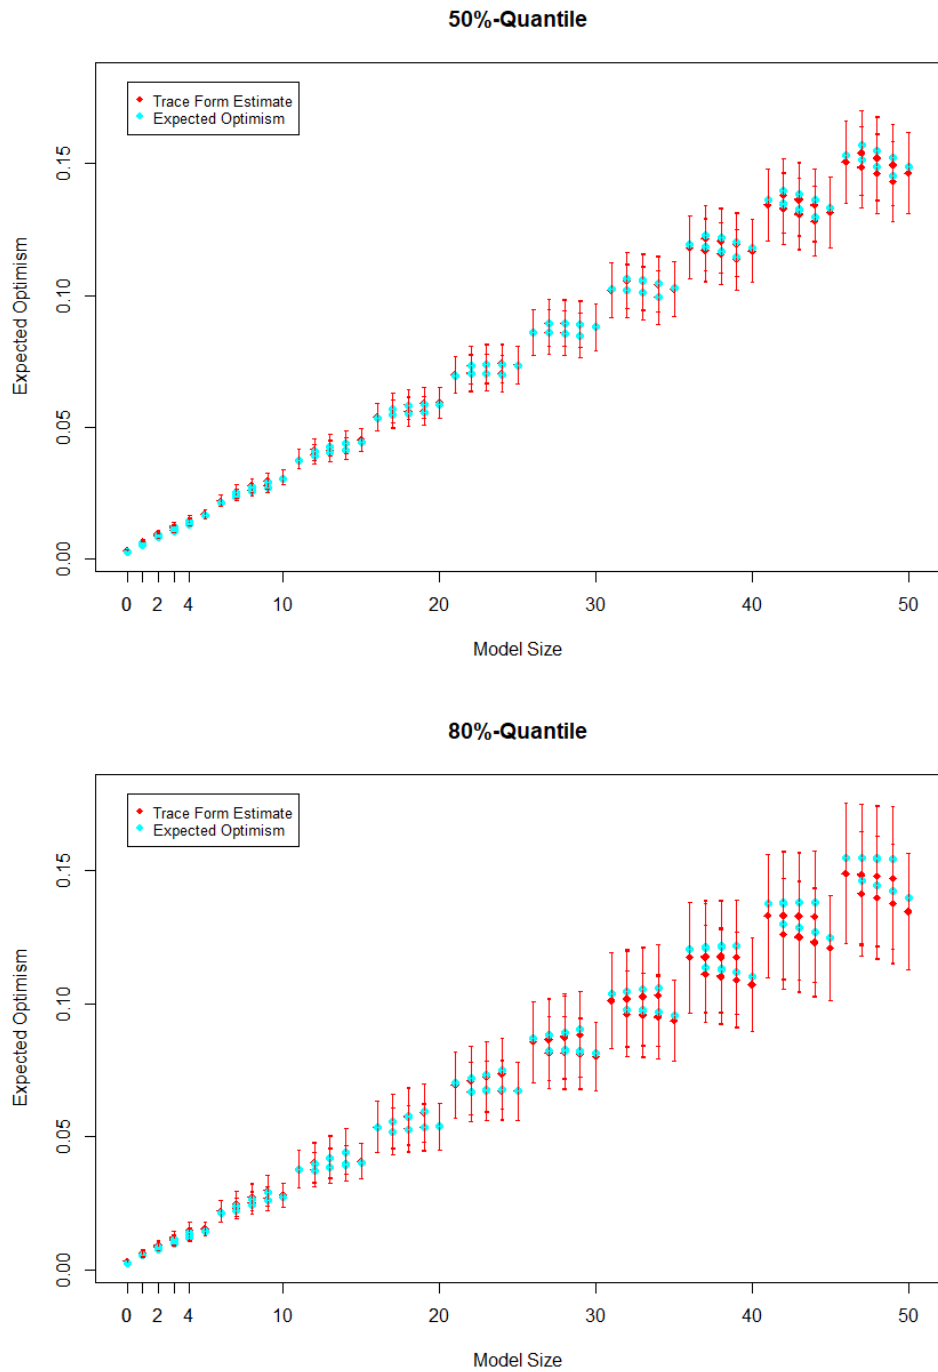 50%-Quantile
Trace Form Estimate
Expected Optimism
Expected Optimism
0.15
0.10
0.05
0.00
0 2 4 10 20 30 40 50
Model Size
80%-Quantile
Trace Form Estimate
Expected Optimism
Expected Optimism
0.15
0.10
0.05
0.00
0 2 4 10 20 30 40 50
Model Size